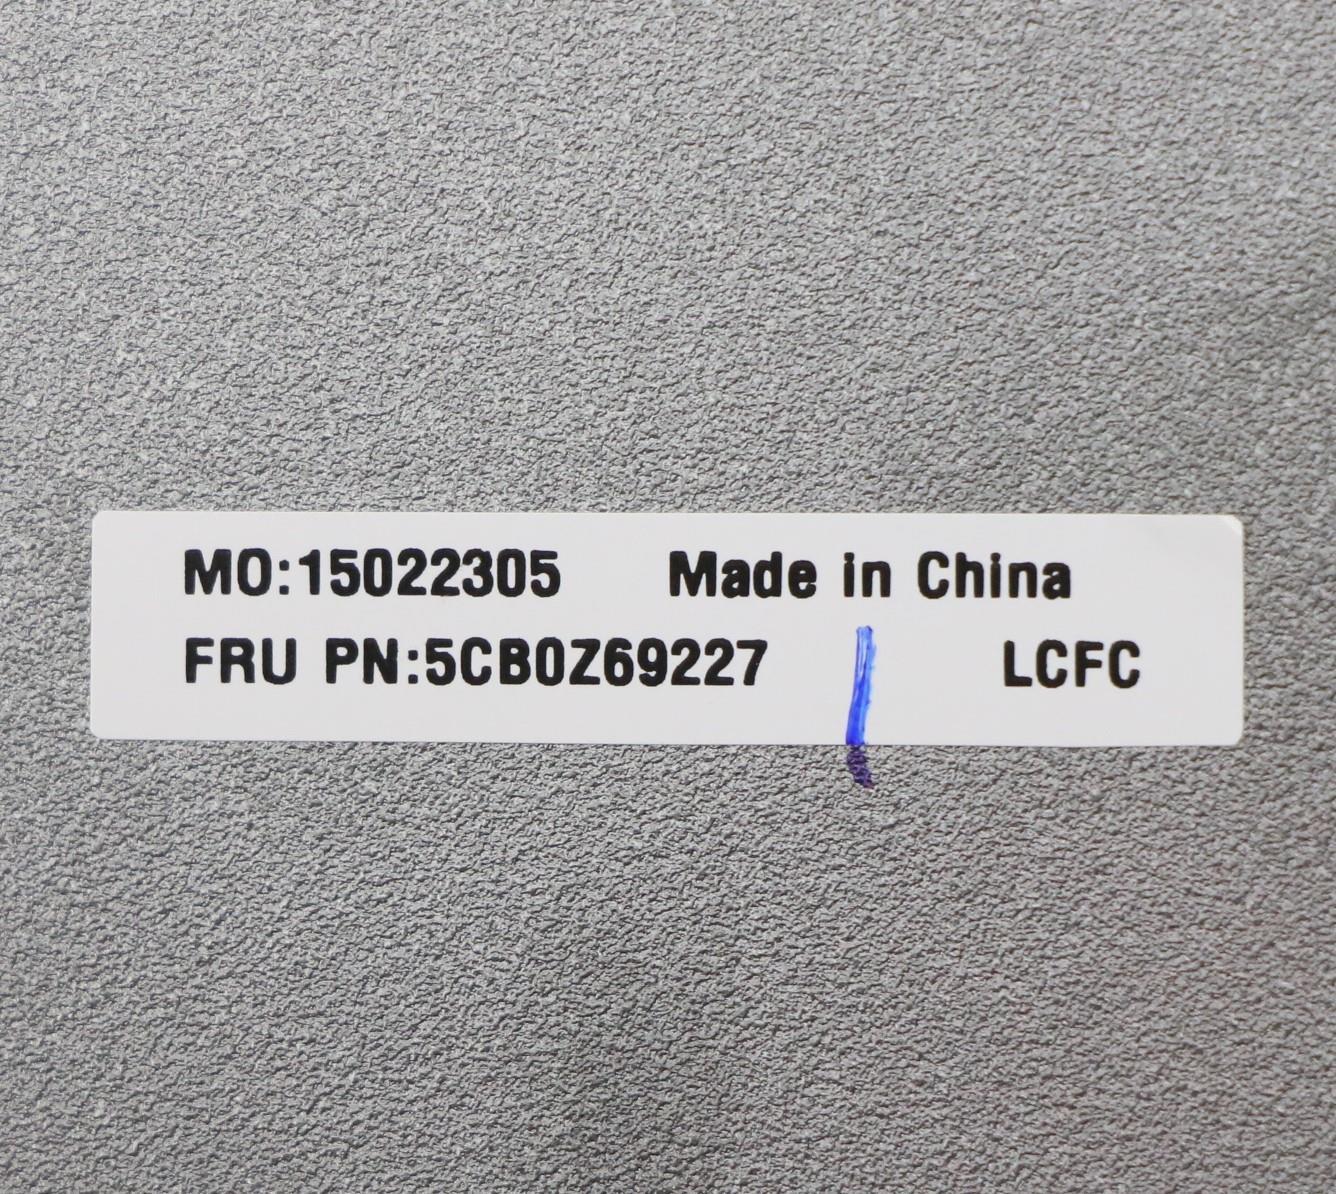 MO:15022305 Made in China
FRU PN:5CB0Z69227 LCFC